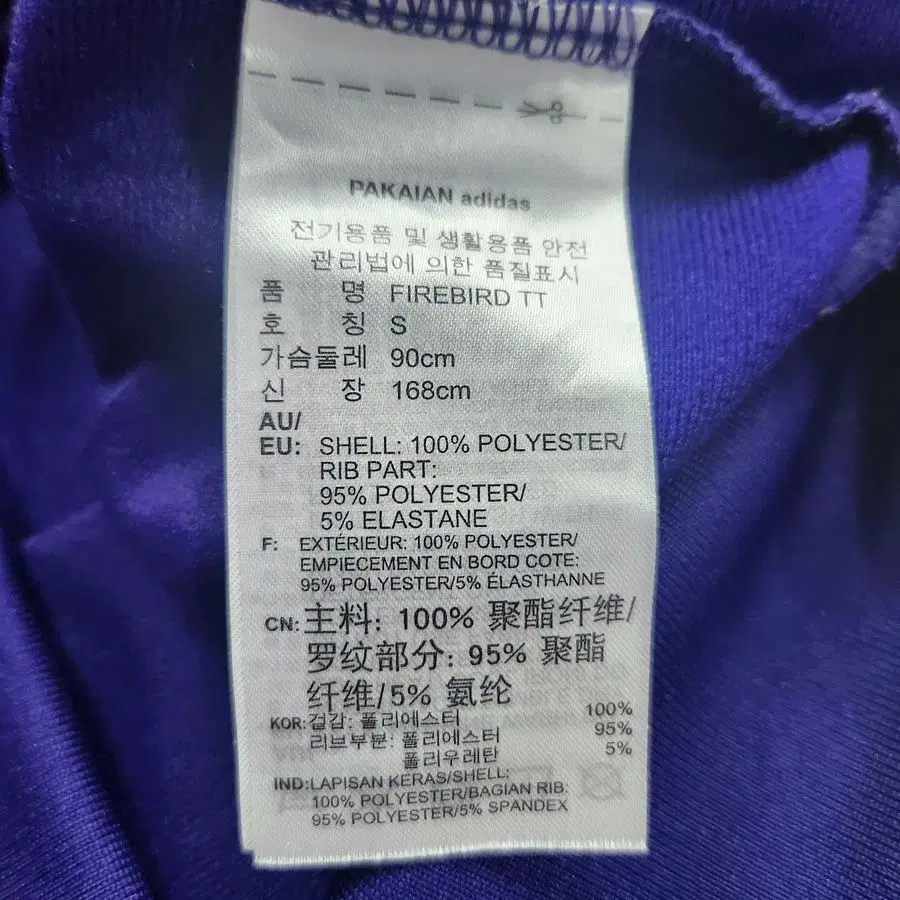 PAKAIAN adidas
전기용품 및 생활용품 안전
관리법에 의한 품질표시
품 명 FIREBIRD TT
호 칭 S
가슴둘레 90cm
신 장 168cm
AU/
EU: SHELL: 100% POLYESTER/
RIB PART:
95% POLYESTER/
5% ELASTANE
F: EXTÉRIEUR: 100% POLYESTER/
EMPIECEMENT EN BORD COTE:
95% POLYESTER/5% ÉLASTHANNE
CN: 主料: 100% 聚酯纤维/
罗纹部分: 95% 聚酯
纤维/5% 氨纶
KOR: 겉감: 폴리에스터 100%
리브부분: 폴리에스터 95%
폴리우레탄 5%
IND: LAPISAN KERAS/SHELL:
100% POLYESTER/BAGIAN RIB:
95% POLYESTER/5% SPANDEX